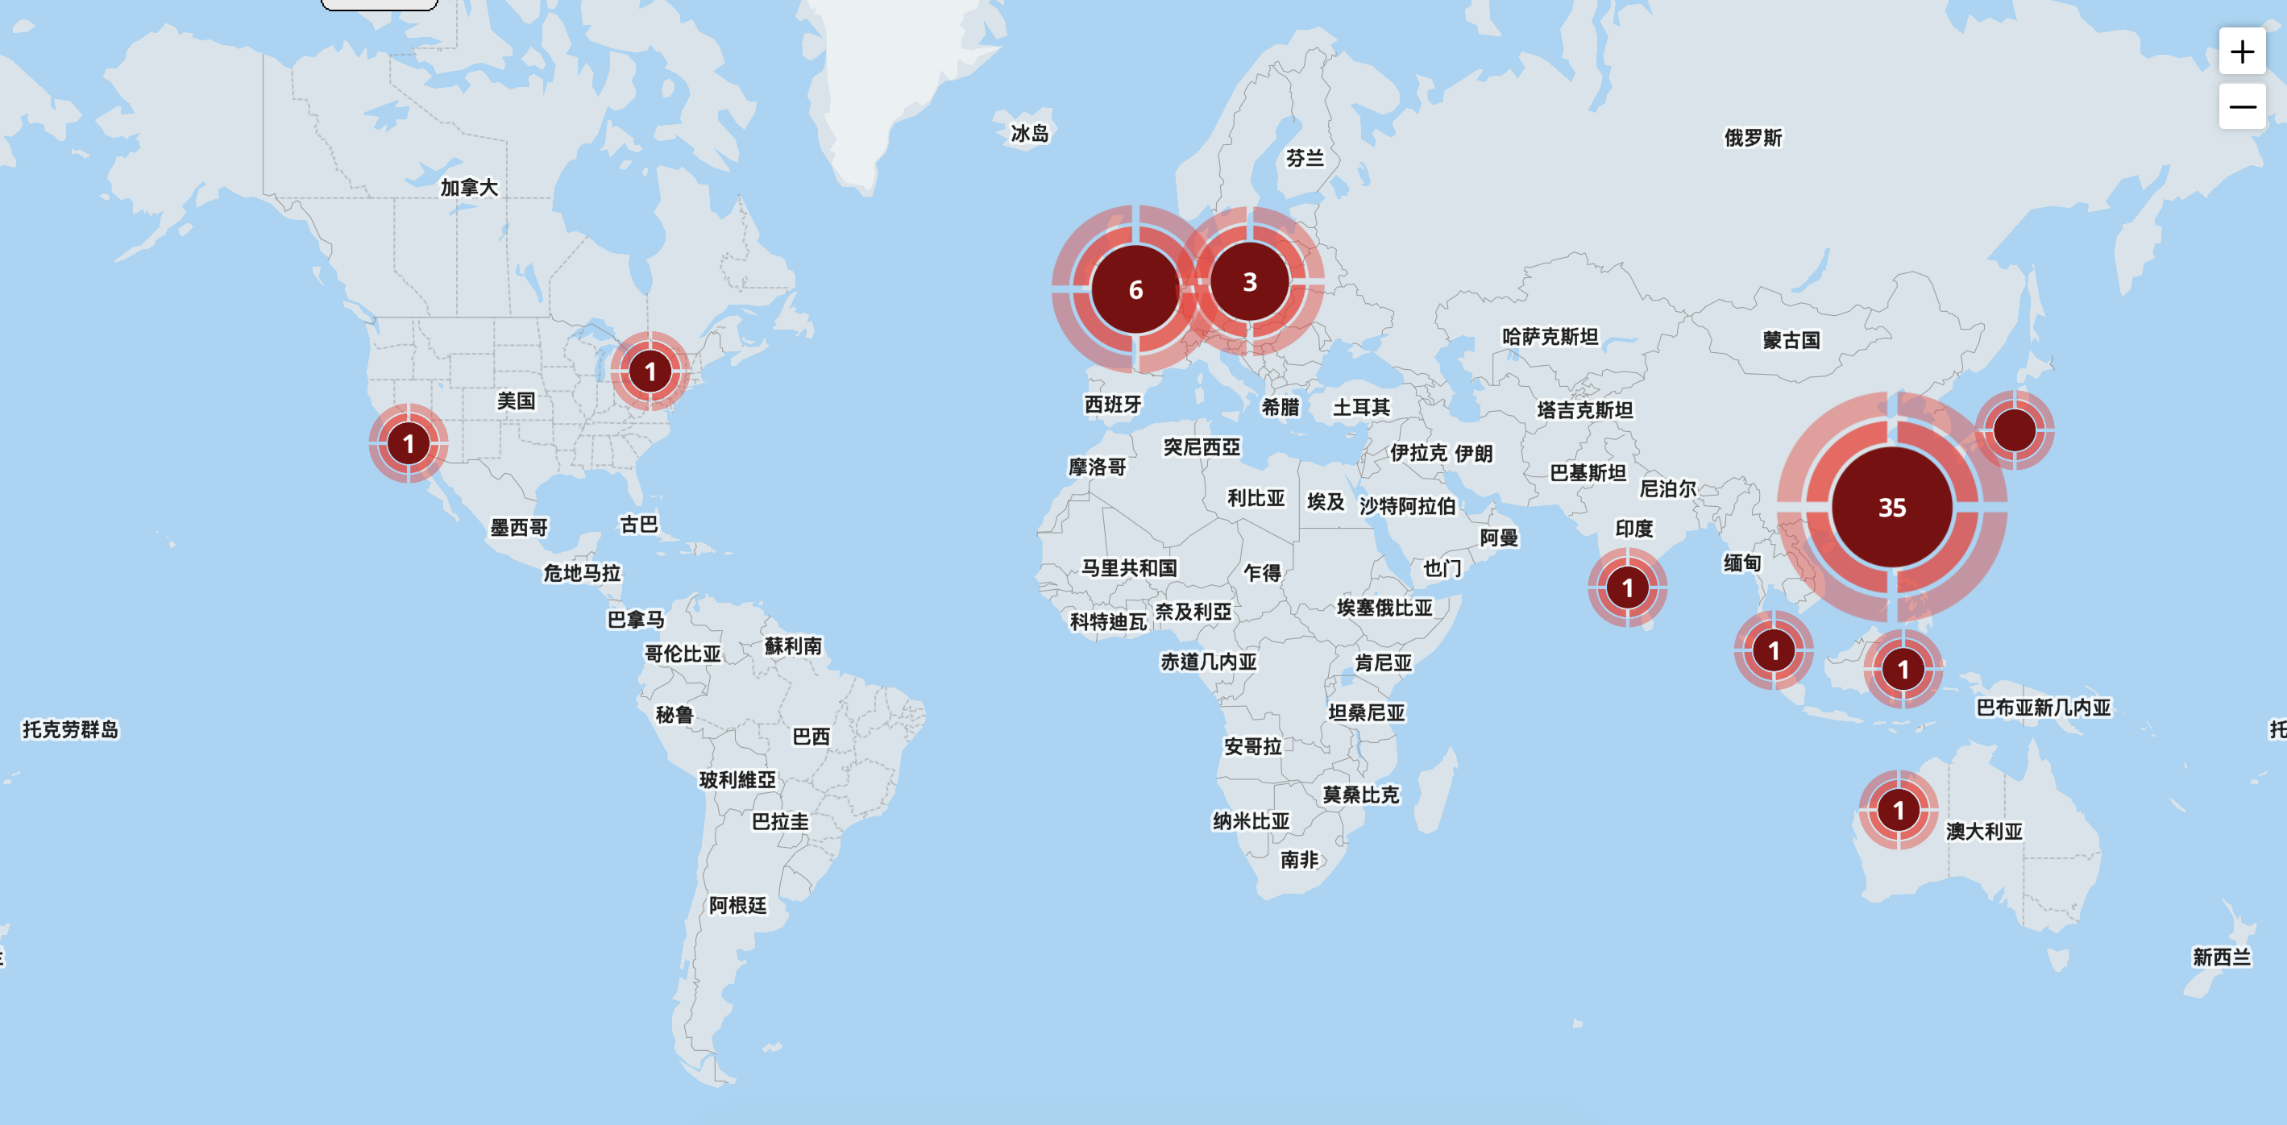 +
−
冰岛
俄罗斯
芬兰
加拿大
6
3
哈萨克斯坦
蒙古国
1
美国
西班牙
希腊
土耳其
塔吉克斯坦
1
突尼西亞
伊拉克
伊朗
摩洛哥
巴基斯坦
尼泊尔
利比亚
埃及
沙特阿拉伯
35
墨西哥
古巴
印度
阿曼
危地马拉
马里共和国
乍得
也门
缅甸
1
巴拿马
科特迪瓦
奈及利亞
埃塞俄比亚
哥伦比亚
蘇利南
赤道几内亚
肯尼亚
1
1
秘鲁
坦桑尼亚
巴布亚新几内亚
托克劳群岛
托
巴西
安哥拉
玻利維亞
莫桑比克
1
巴拉圭
纳米比亚
澳大利亚
南非
阿根廷
新西兰